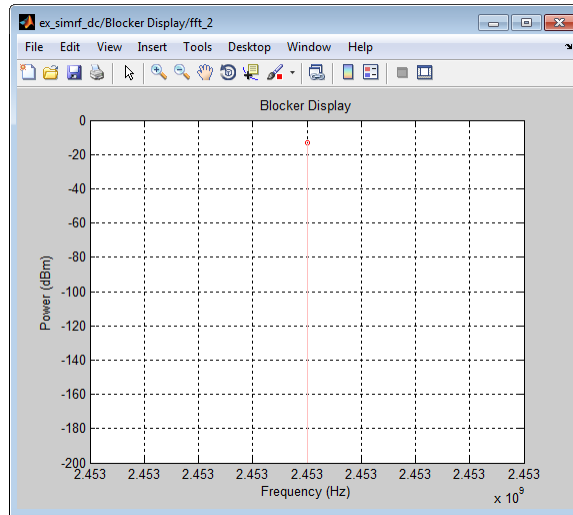 ex_simrf_dc/Blocker Display/fft_2
File Edit View Insert Tools Desktop Window Help
Blocker Display
0
-20
-40
-60
-80
-100
-120
-140
-160
-180
-200
Power (dBm)
2.453 2.453 2.453 2.453 2.453 2.453 2.453 2.453 2.453
Frequency (Hz)
x 10⁹